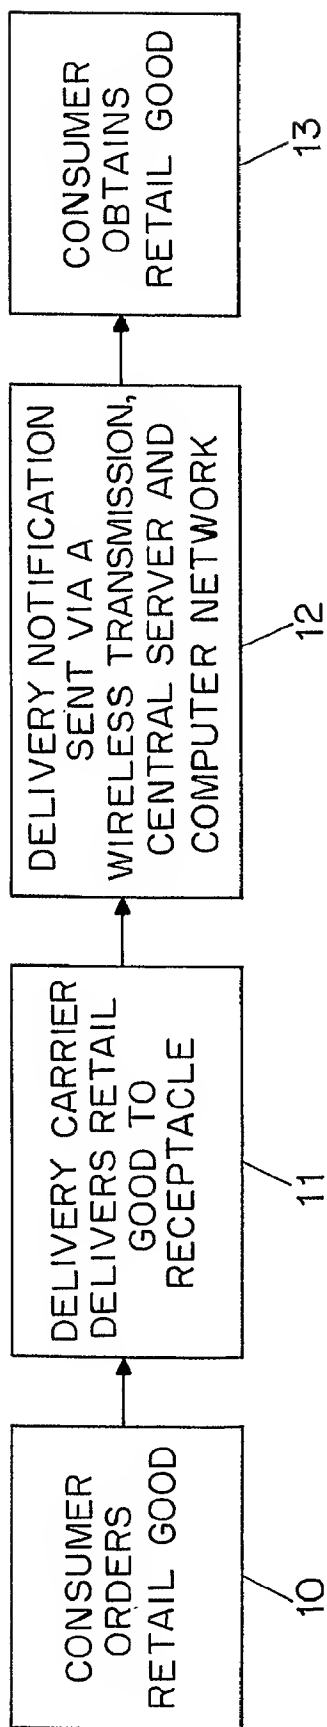 CONSUMER
ORDERS
RETAIL GOOD
10
DELIVERY CARRIER
DELIVERS RETAIL
GOOD TO
RECEPTACLE
11
DELIVERY NOTIFICATION
SENT VIA A
WIRELESS TRANSMISSION,
CENTRAL SERVER AND
COMPUTER NETWORK
12
CONSUMER
OBTAINS
RETAIL GOOD
13